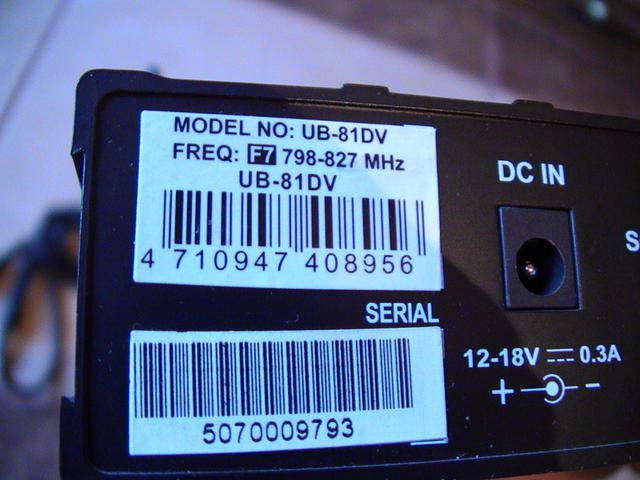 MODEL NO: UB-81DV
FREQ: F7 798-827 MHz
UB-81DV
4 710947 408956
SERIAL
5070009793
DC IN
12-18V ⎓ 0.3A
+ -
S